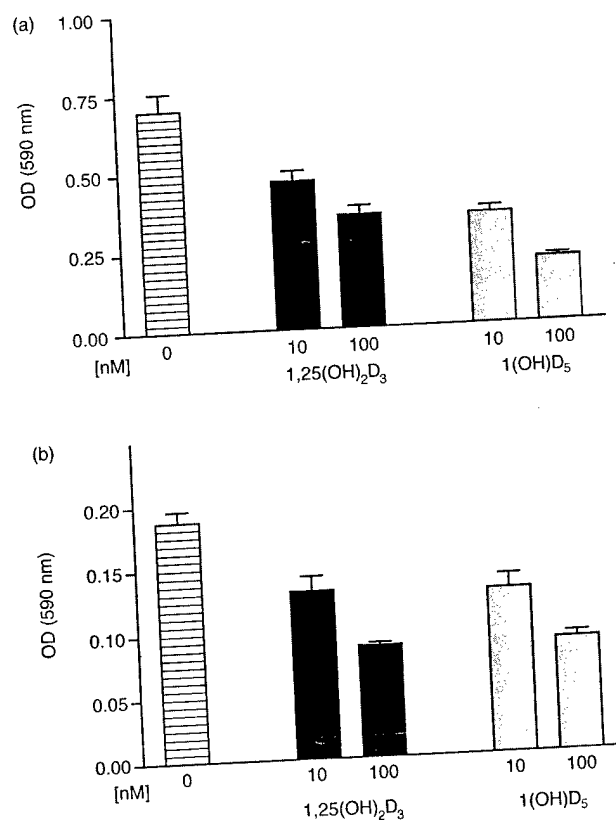 (a)
1.00
0.75
0.50
0.25
0.00
OD (590 nm)
[nM] 0 10 100 10 100
1,25(OH)₂D₃ 1(OH)D₅
(b)
0.20
0.15
0.10
0.05
0.00
OD (590 nm)
[nM] 0 10 100 10 100
1,25(OH)₂D₃ 1(OH)D₅